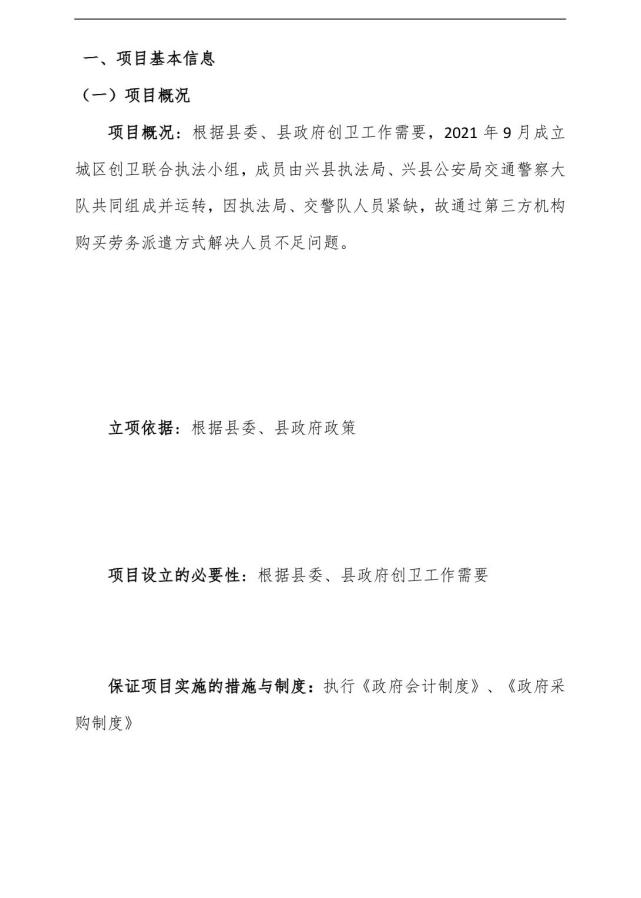 一、项目基本信息
（一）项目概况
项目概况：根据县委、县政府创卫工作需要，2021 年 9 月成立
城区创卫联合执法小组，成员由兴县执法局、兴县公安局交通警察大
队共同组成并运转，因执法局、交警队人员紧缺，故通过第三方机构
购买劳务派遣方式解决人员不足问题。
立项依据：根据县委、县政府政策
项目设立的必要性：根据县委、县政府创卫工作需要
保证项目实施的措施与制度：执行《政府会计制度》、《政府采
购制度》